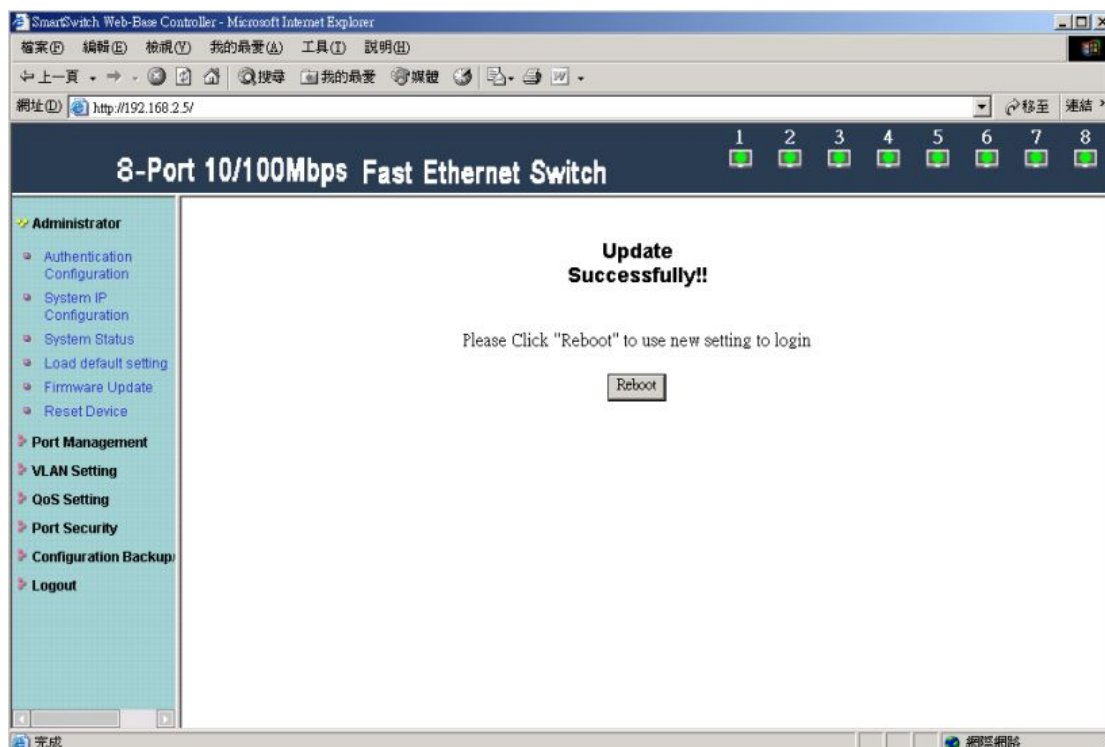 SmartSwitch Web-Base Controller - Microsoft Internet Explorer
檔案(F) 編輯(E) 檢視(V) 我的最愛(A) 工具(T) 說明(H)
上一頁 搜尋 我的最愛 媒體
網址(D) http://192.168.2.5/ 移至 連結 »
1 2 3 4 5 6 7 8
8-Port 10/100Mbps Fast Ethernet Switch
Administrator
Authentication
Configuration
System IP
Configuration
System Status
Load default setting
Firmware Update
Reset Device
Port Management
VLAN Setting
QoS Setting
Port Security
Configuration Backup/
Logout
Update
Successfully!!
Please Click "Reboot" to use new setting to login
Reboot
完成 網際網路